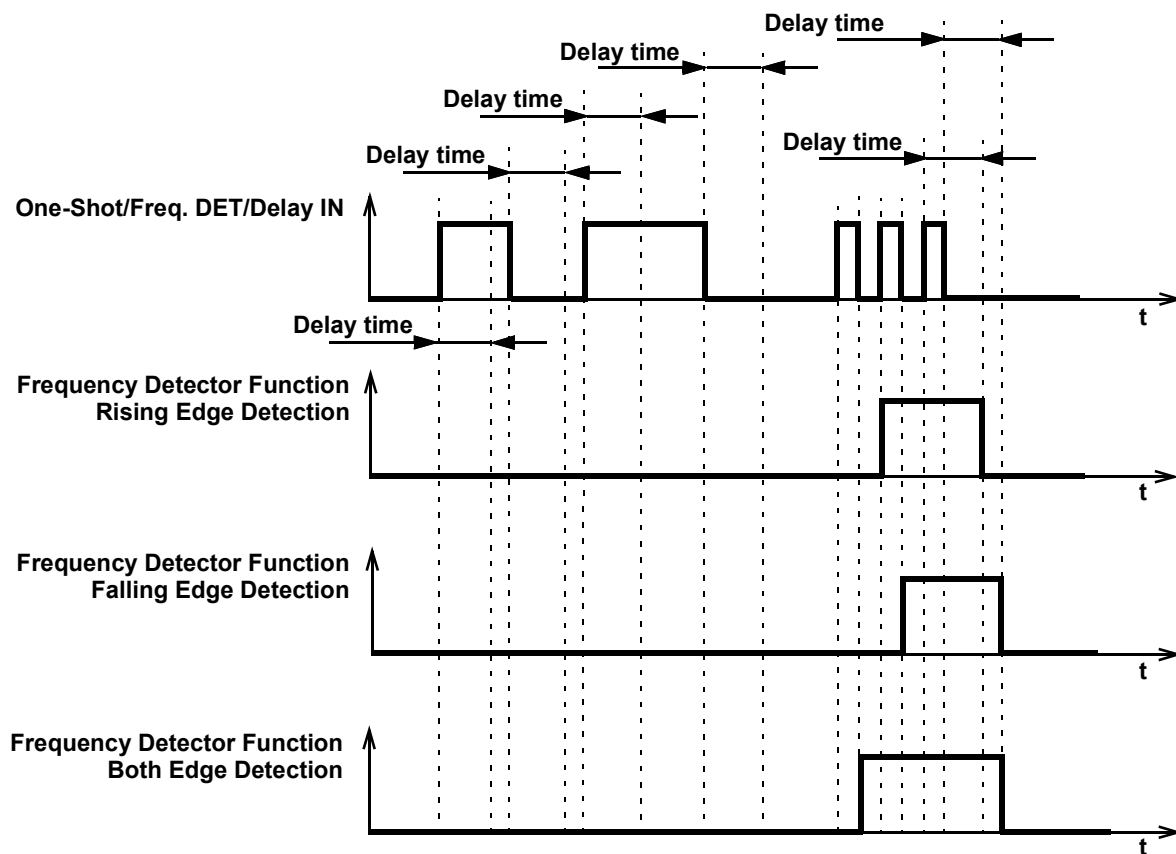 Delay time
Delay time
Delay time
Delay time
Delay time
One-Shot/Freq. DET/Delay IN
t
Delay time
Frequency Detector Function
Rising Edge Detection
t
Frequency Detector Function
Falling Edge Detection
t
Frequency Detector Function
Both Edge Detection
t